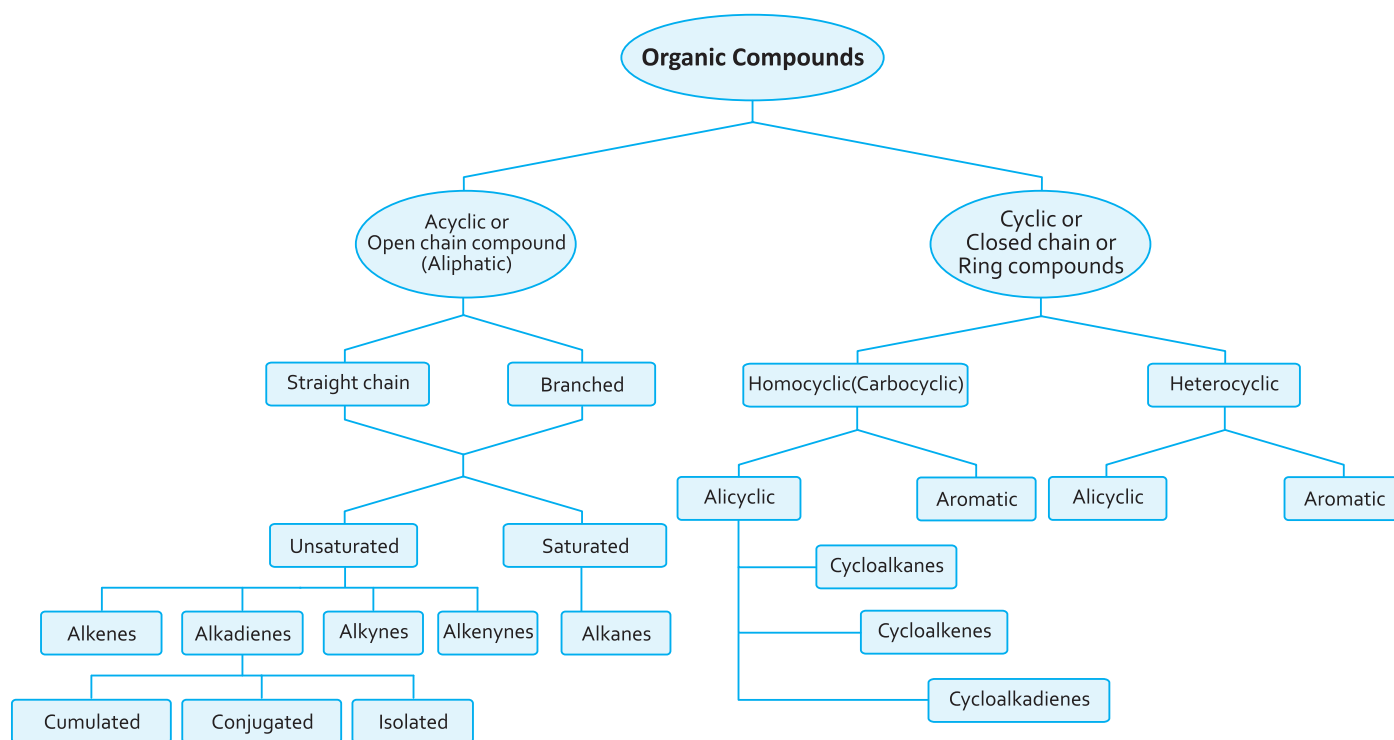 Organic Compounds
Acyclic or
Open chain compound
(Aliphatic)
Cyclic or
Closed chain or
Ring compounds
Straight chain
Branched
Homocyclic(Carbocyclic)
Heterocyclic
Alicyclic
Aromatic
Alicyclic
Aromatic
Unsaturated
Saturated
Cycloalkanes
Alkenes
Alkadienes
Alkynes
Alkenynes
Alkanes
Cycloalkenes
Cycloalkadienes
Cumulated
Conjugated
Isolated